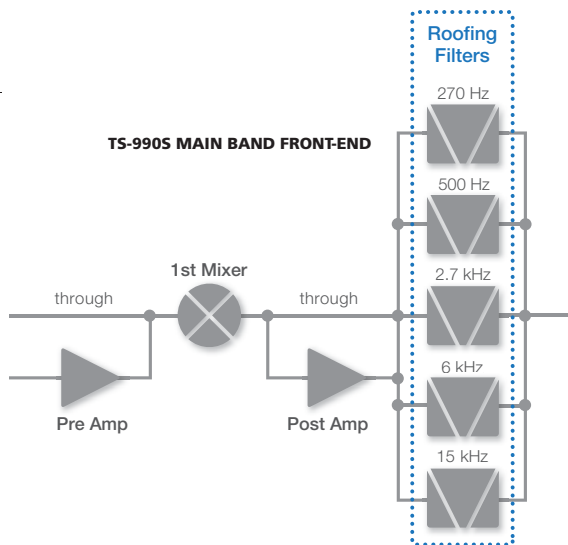 Roofing
Filters
270 Hz
TS-990S MAIN BAND FRONT-END
500 Hz
1st Mixer
2.7 kHz
through
through
6 kHz
Pre Amp
Post Amp
15 kHz